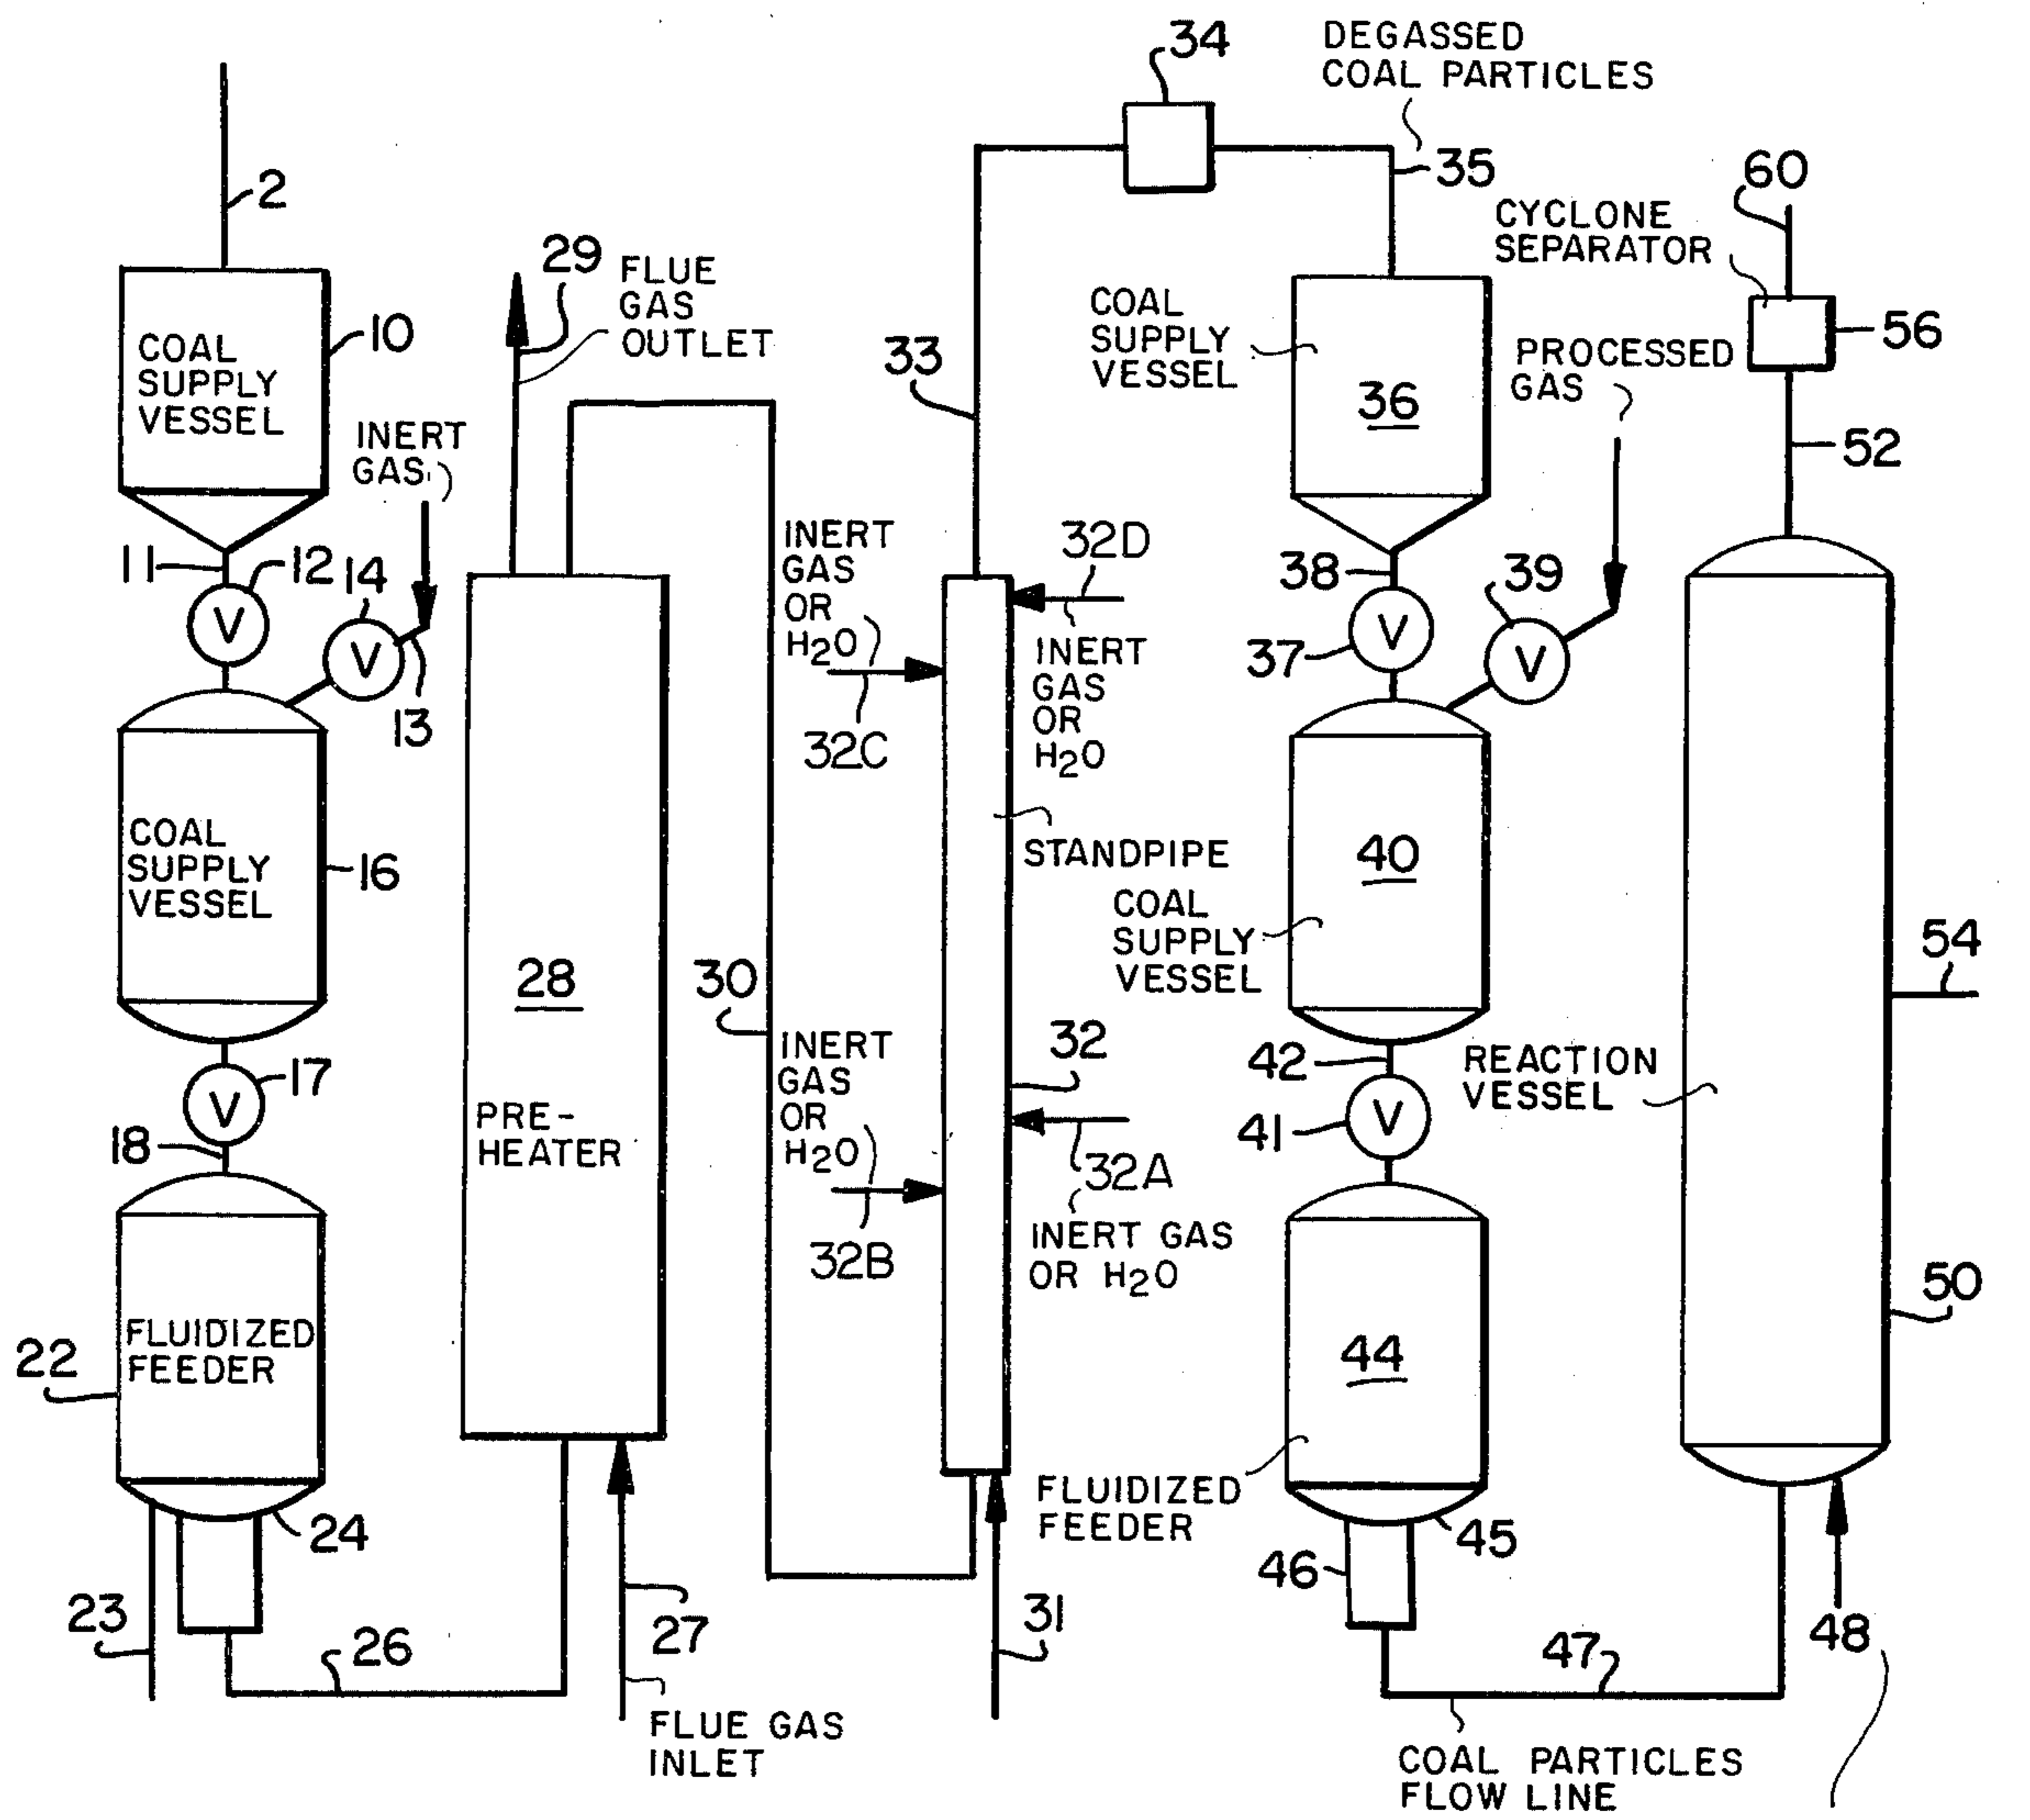 2
COAL
SUPPLY
VESSEL
10
INERT
GAS
11
12
14
V
V
13
COAL
SUPPLY
VESSEL
16
17
V
18
22
FLUIDIZED
FEEDER
24
23
26
29
FLUE
GAS
OUTLET
28
PRE-
HEATER
27
FLUE GAS
INLET
30
INERT
GAS
OR
H2O
32C
INERT
GAS
OR
H2O
32B
33
32D
INERT
GAS
OR
H2O
STANDPIPE
32
32A
INERT GAS
OR H2O
31
34
DEGASSED
COAL PARTICLES
35
COAL
SUPPLY
VESSEL
36
38
37
V
39
V
PROCESSED
GAS
40
COAL
SUPPLY
VESSEL
42
41
V
44
FLUIDIZED
FEEDER
45
46
47
COAL PARTICLES
FLOW LINE
60
CYCLONE
SEPARATOR
56
52
54
REACTION
VESSEL
50
48